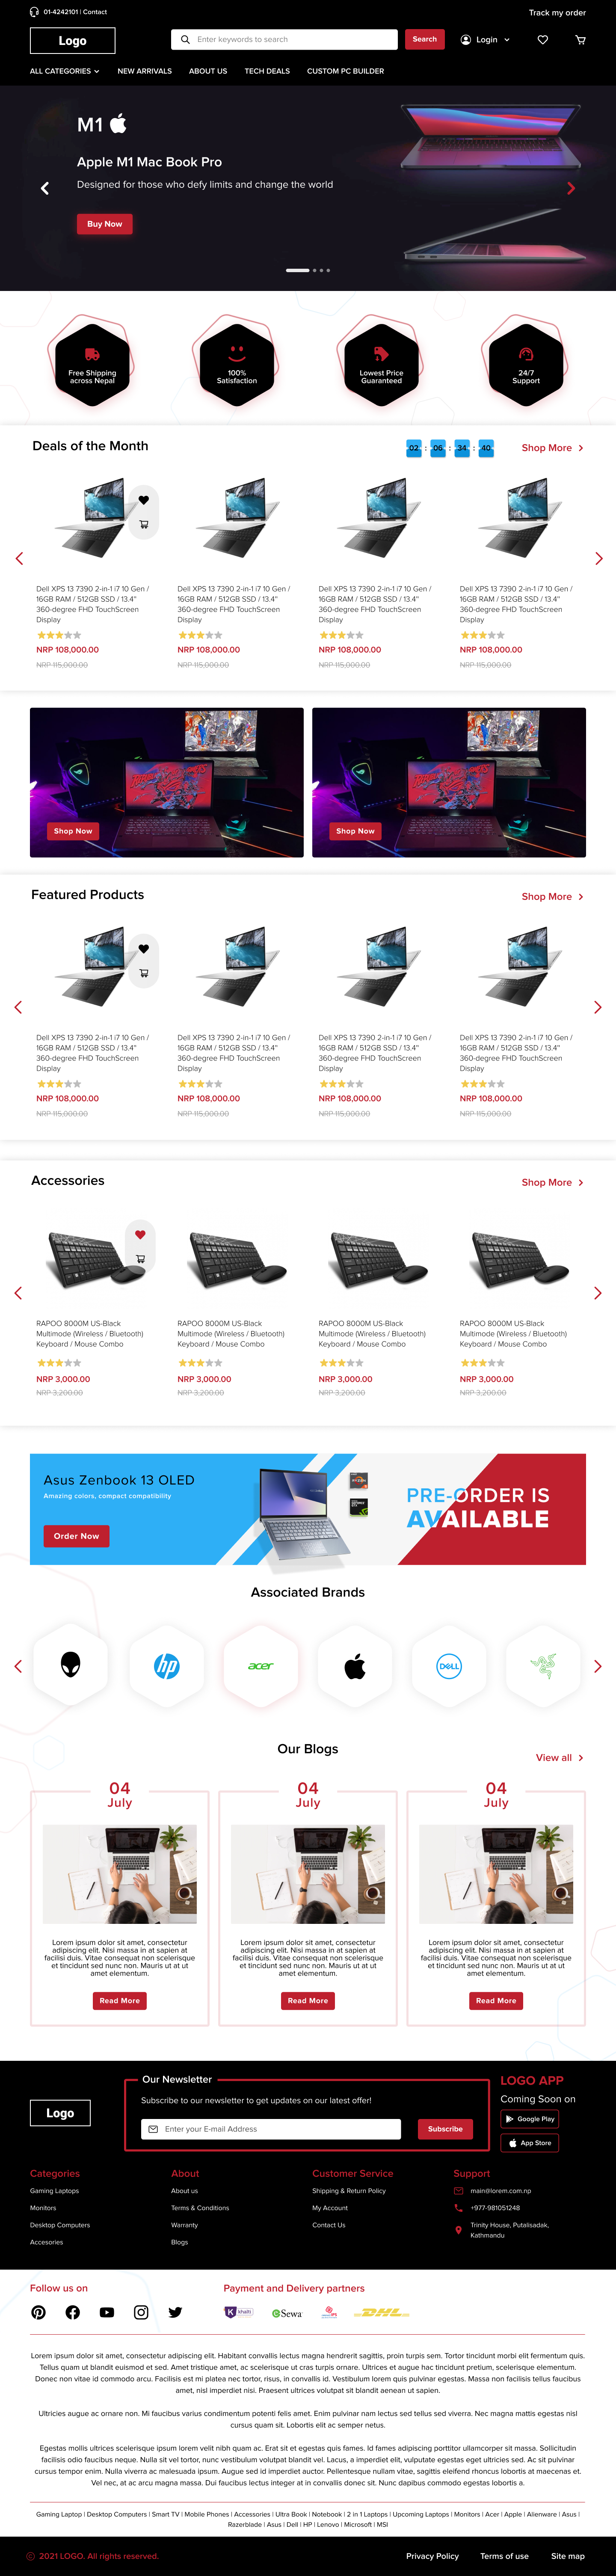 01-4242101 | Contact
Track my order
Logo
Enter keywords to search
Search
Login
ALL CATEGORIES
NEW ARRIVALS
ABOUT US
TECH DEALS
CUSTOM PC BUILDER
M1
Apple M1 Mac Book Pro
Designed for those who defy limits and change the world
Buy Now
Free Shipping
across Nepal
100%
Satisfaction
Lowest Price
Guaranteed
24/7
Support
Deals of the Month
02 : 06 : 34 : 40
Shop More
Dell XPS 13 7390 2-in-1 i7 10 Gen /
16GB RAM / 512GB SSD / 13.4"
360-degree FHD TouchScreen
Display
NRP 108,000.00
NRP 115,000.00
Dell XPS 13 7390 2-in-1 i7 10 Gen /
16GB RAM / 512GB SSD / 13.4"
360-degree FHD TouchScreen
Display
NRP 108,000.00
NRP 115,000.00
Dell XPS 13 7390 2-in-1 i7 10 Gen /
16GB RAM / 512GB SSD / 13.4"
360-degree FHD TouchScreen
Display
NRP 108,000.00
NRP 115,000.00
Dell XPS 13 7390 2-in-1 i7 10 Gen /
16GB RAM / 512GB SSD / 13.4"
360-degree FHD TouchScreen
Display
NRP 108,000.00
NRP 115,000.00
Shop Now
Shop Now
Featured Products
Shop More
Dell XPS 13 7390 2-in-1 i7 10 Gen /
16GB RAM / 512GB SSD / 13.4"
360-degree FHD TouchScreen
Display
NRP 108,000.00
NRP 115,000.00
Dell XPS 13 7390 2-in-1 i7 10 Gen /
16GB RAM / 512GB SSD / 13.4"
360-degree FHD TouchScreen
Display
NRP 108,000.00
NRP 115,000.00
Dell XPS 13 7390 2-in-1 i7 10 Gen /
16GB RAM / 512GB SSD / 13.4"
360-degree FHD TouchScreen
Display
NRP 108,000.00
NRP 115,000.00
Dell XPS 13 7390 2-in-1 i7 10 Gen /
16GB RAM / 512GB SSD / 13.4"
360-degree FHD TouchScreen
Display
NRP 108,000.00
NRP 115,000.00
Accessories
Shop More
RAPOO 8000M US-Black
Multimode (Wireless / Bluetooth)
Keyboard / Mouse Combo
NRP 3,000.00
NRP 3,200.00
RAPOO 8000M US-Black
Multimode (Wireless / Bluetooth)
Keyboard / Mouse Combo
NRP 3,000.00
NRP 3,200.00
RAPOO 8000M US-Black
Multimode (Wireless / Bluetooth)
Keyboard / Mouse Combo
NRP 3,000.00
NRP 3,200.00
RAPOO 8000M US-Black
Multimode (Wireless / Bluetooth)
Keyboard / Mouse Combo
NRP 3,000.00
NRP 3,200.00
Asus Zenbook 13 OLED
Amazing colors, compact compatibility
Order Now
PRE-ORDER IS
AVAILABLE
Associated Brands
hp
acer
DELL
Our Blogs
View all
04
July
Lorem ipsum dolor sit amet, consectetur
adipiscing elit. Nisi massa in at sapien at
facilisi duis. Vitae consequat non scelerisque
et tincidunt sed nunc non. Mauris ut at ut
amet elementum.
Read More
04
July
Lorem ipsum dolor sit amet, consectetur
adipiscing elit. Nisi massa in at sapien at
facilisi duis. Vitae consequat non scelerisque
et tincidunt sed nunc non. Mauris ut at ut
amet elementum.
Read More
04
July
Lorem ipsum dolor sit amet, consectetur
adipiscing elit. Nisi massa in at sapien at
facilisi duis. Vitae consequat non scelerisque
et tincidunt sed nunc non. Mauris ut at ut
amet elementum.
Read More
Logo
Our Newsletter
Subscribe to our newsletter to get updates on our latest offer!
Enter your E-mail Address
Subscribe
LOGO APP
Coming Soon on
Google Play
App Store
Categories
Gaming Laptops
Monitors
Desktop Computers
Accesories
About
About us
Terms & Conditions
Warranty
Blogs
Customer Service
Shipping & Return Policy
My Account
Contact Us
Support
main@lorem.com.np
+977-981051248
Trinity House, Putalisadak,
Kathmandu
Follow us on
Payment and Delivery partners
khalti
eSewa
DHL
Lorem ipsum dolor sit amet, consectetur adipiscing elit. Habitant convallis lectus magna hendrerit sagittis, proin turpis sem. Tortor tincidunt morbi elit fermentum quis.
Tellus quam ut blandit euismod et sed. Amet tristique amet, ac scelerisque ut cras turpis ornare. Ultrices et augue hac tincidunt pretium, scelerisque elementum.
Donec non vitae id commodo arcu. Facilisis est mi platea nec tortor, risus, in convallis id. Vestibulum lorem quis pulvinar egestas. Massa non facilisis tellus faucibus
amet, nisl imperdiet nisi. Praesent ultrices volutpat sit blandit aenean ut sapien.
Ultricies augue ac ornare non. Mi faucibus varius condimentum potenti felis amet. Enim pulvinar nam lectus sed tellus sed viverra. Nec magna mattis egestas nisl
cursus quam sit. Lobortis elit ac semper netus.
Egestas mollis ultrices scelerisque ipsum lorem velit nibh quam ac. Erat sit et egestas quis fames. Id fames adipiscing porttitor ullamcorper sit massa. Sollicitudin
facilisis odio faucibus neque. Nulla sit vel tortor, nunc vestibulum volutpat blandit vel. Lacus, a imperdiet elit, vulputate egestas eget ultricies sed. Ac sit pulvinar
cursus tempor enim. Nulla viverra ac malesuada ipsum. Augue sed id imperdiet auctor. Pellentesque nullam vitae, sagittis eleifend rhoncus lobortis at maecenas et.
Vel nec, at ac arcu magna massa. Dui faucibus lectus integer at in convallis donec sit. Nunc dapibus commodo egestas lobortis a.
Gaming Laptop | Desktop Computers | Smart TV | Mobile Phones | Accessories | Ultra Book | Notebook | 2 in 1 Laptops | Upcoming Laptops | Monitors | Acer | Apple | Alienware | Asus |
Razerblade | Asus | Dell | HP | Lenovo | Microsoft | MSI
© 2021 LOGO. All rights reserved.
Privacy Policy
Terms of use
Site map